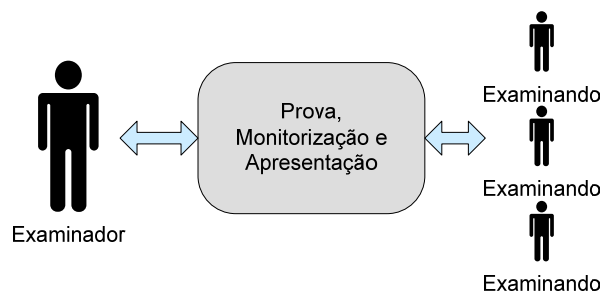 Examinador
Prova,
Monitorização e
Apresentação
Examinando
Examinando
Examinando